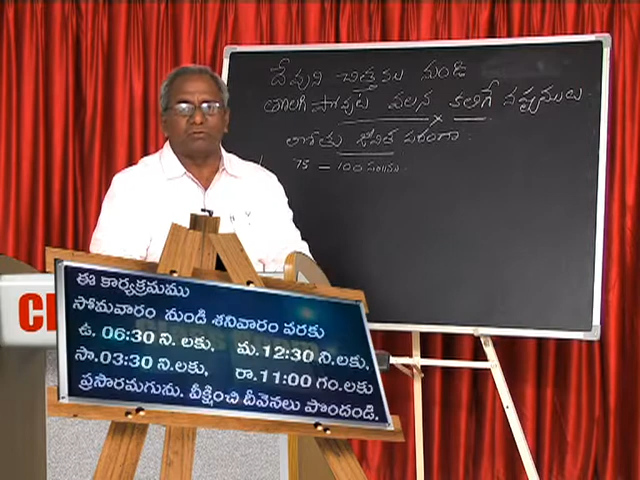 దేవుని చిత్తము నుండి
తొలగి పోవుట వలన కలిగే నష్టములు.
లోతు జీవిత పరంగా
75 – 100 సం॥ము.
ఈ కార్యక్రమము
సోమవారం నుండి శనివారం వరకు
ఉ. 06:30 ని. లకు, మ.12:30 ని.లకు,
సా.03:30 ని.లకు, రా.11:00 గం.లకు
ప్రసారమగును. వీక్షించి దీవెనలు పొందండి.